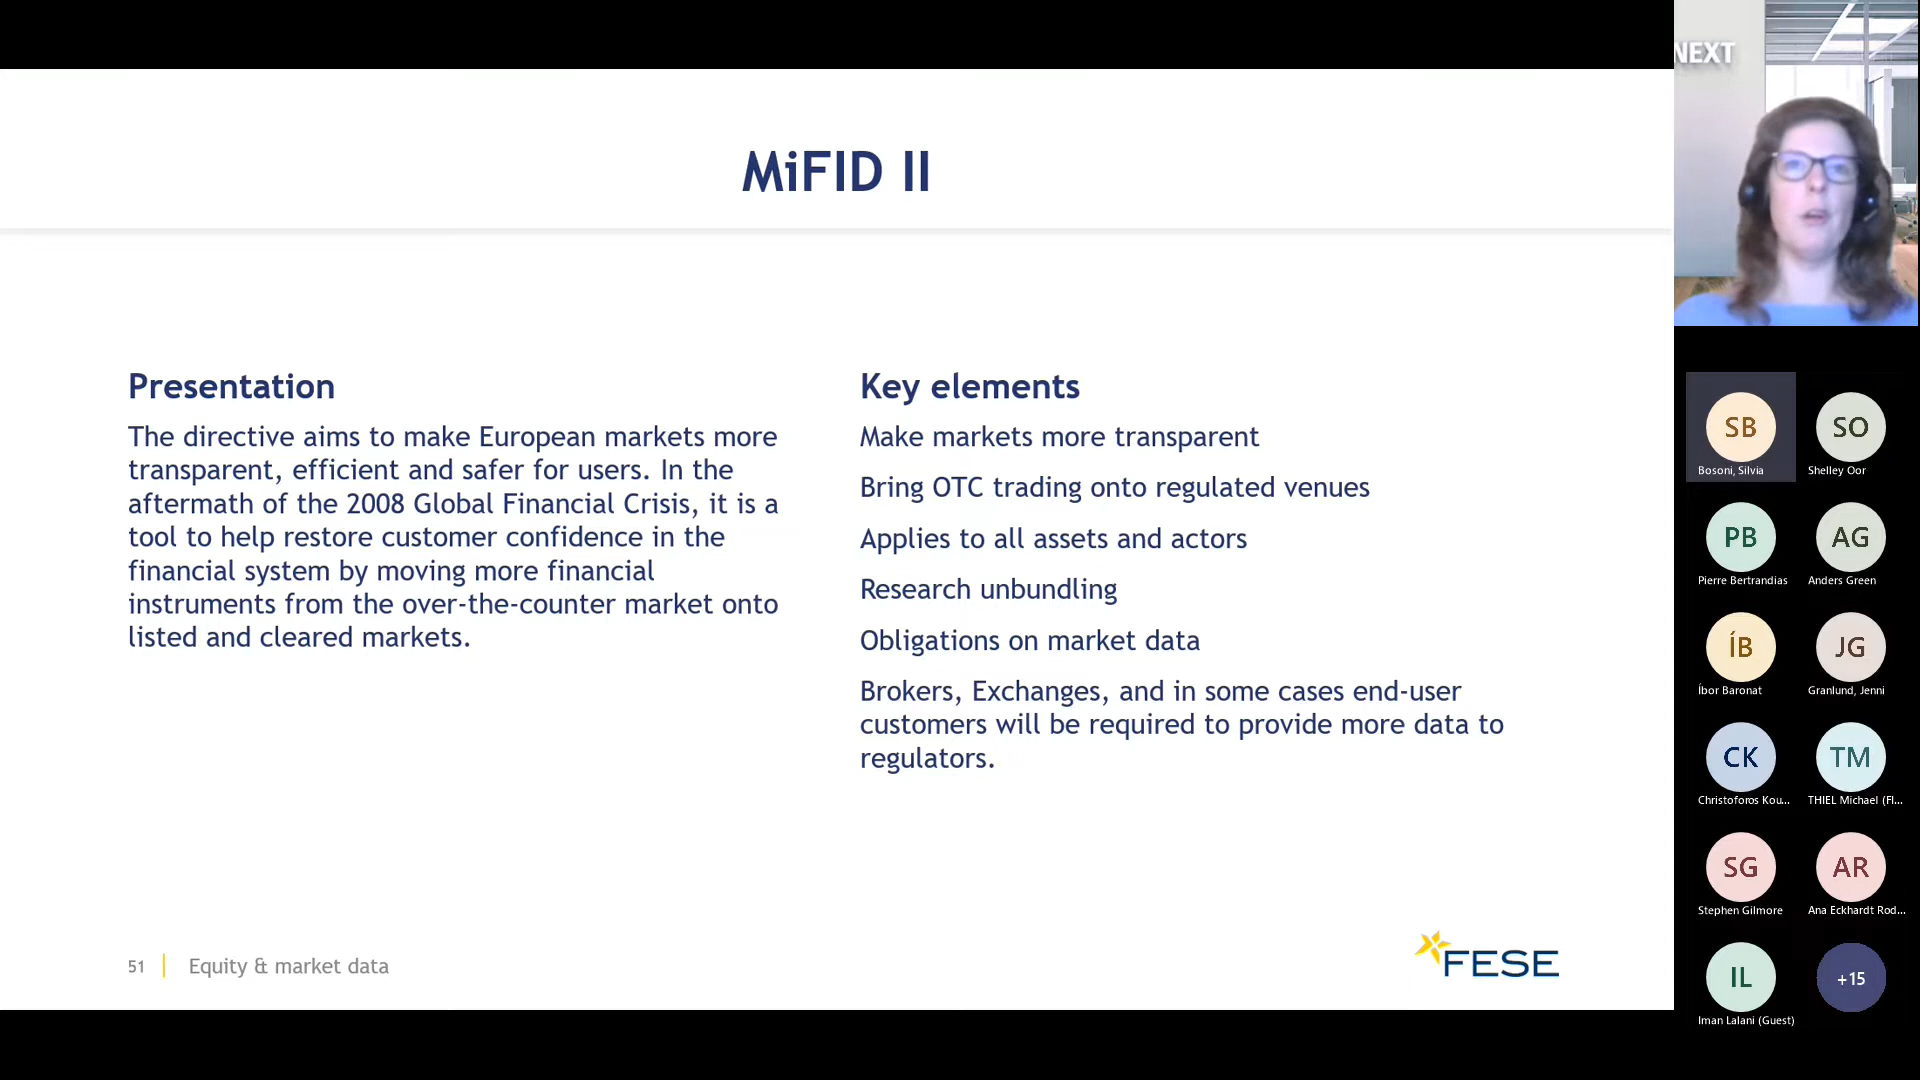 NEXT
MiFID II
Presentation
The directive aims to make European markets more
transparent, efficient and safer for users. In the
aftermath of the 2008 Global Financial Crisis, it is a
tool to help restore customer confidence in the
financial system by moving more financial
instruments from the over-the-counter market onto
listed and cleared markets.
Key elements
Make markets more transparent
Bring OTC trading onto regulated venues
Applies to all assets and actors
Research unbundling
Obligations on market data
Brokers, Exchanges, and in some cases end-user
customers will be required to provide more data to
regulators.
51
Equity & market data
FESE
SB
SO
Bosoni, Silvia
Shelley Oor
PB
AG
Pierre Bertrandias
Anders Green
ÍB
JG
Íbor Baronat
Granlund, Jenni
CK
TM
Christoforos Kou...
THIEL Michael (FI...
SG
AR
Stephen Gilmore
Ana Eckhardt Rod...
IL
+15
Iman Lalani (Guest)